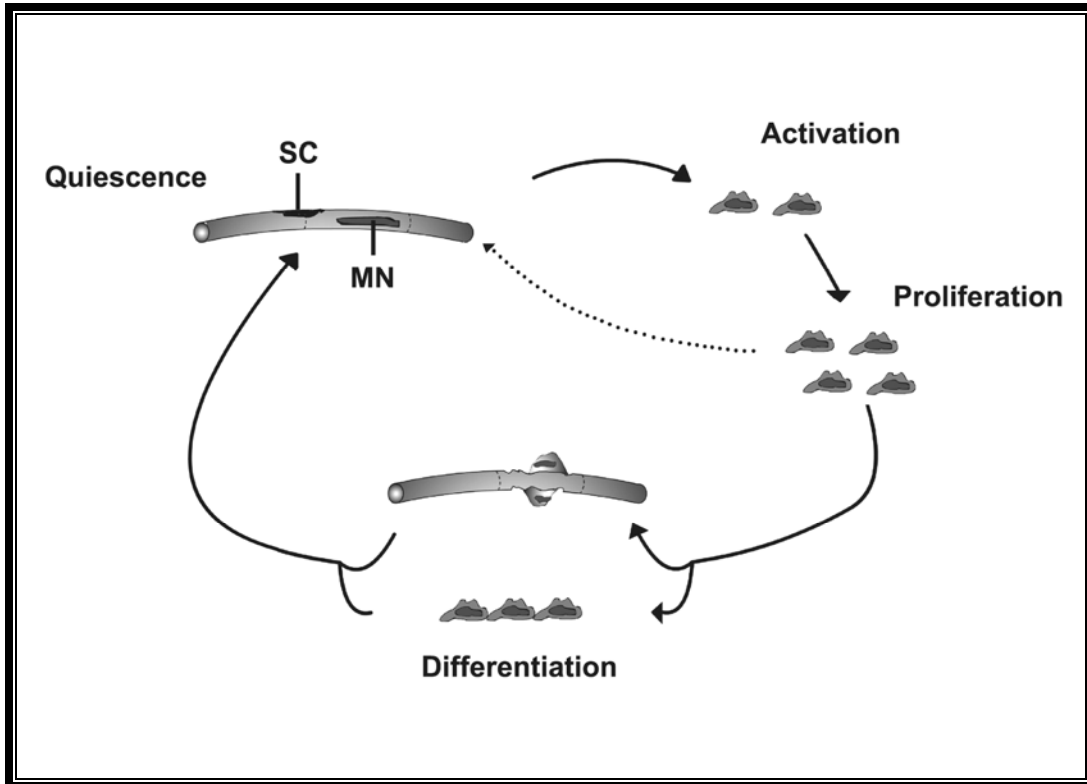 Activation
SC
Quiescence
MN
Proliferation
Differentiation